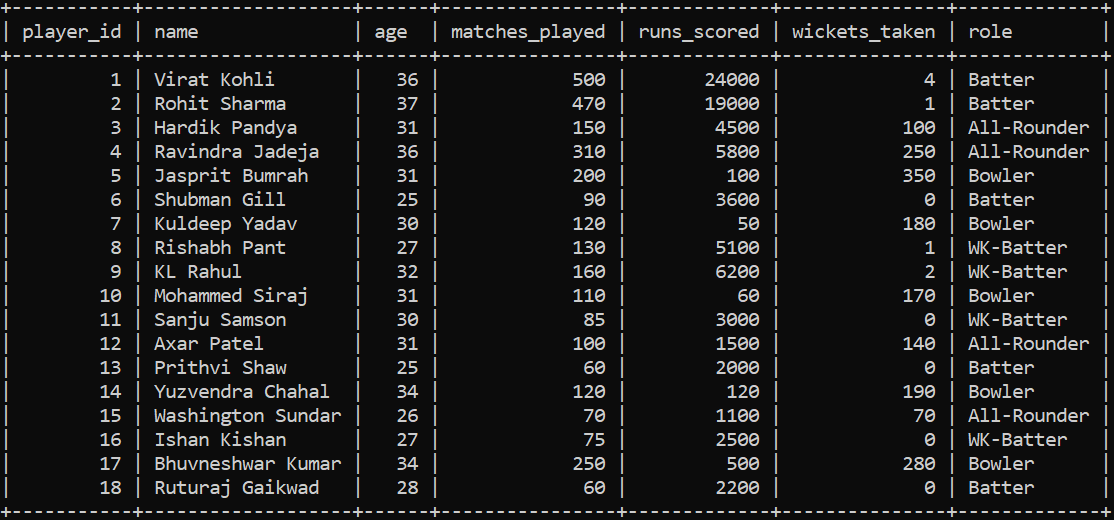 +-----------+-------------------+------+----------------+-------------+---------------+-------------+
| player_id | name              | age  | matches_played | runs_scored | wickets_taken | role        |
+-----------+-------------------+------+----------------+-------------+---------------+-------------+
|         1 | Virat Kohli       |   36 |            500 |       24000 |             4 | Batter      |
|         2 | Rohit Sharma      |   37 |            470 |       19000 |             1 | Batter      |
|         3 | Hardik Pandya     |   31 |            150 |        4500 |           100 | All-Rounder |
|         4 | Ravindra Jadeja   |   36 |            310 |        5800 |           250 | All-Rounder |
|         5 | Jasprit Bumrah    |   31 |            200 |         100 |           350 | Bowler      |
|         6 | Shubman Gill      |   25 |             90 |        3600 |             0 | Batter      |
|         7 | Kuldeep Yadav     |   30 |            120 |          50 |           180 | Bowler      |
|         8 | Rishabh Pant      |   27 |            130 |        5100 |             1 | WK-Batter   |
|         9 | KL Rahul          |   32 |            160 |        6200 |             2 | WK-Batter   |
|        10 | Mohammed Siraj    |   31 |            110 |          60 |           170 | Bowler      |
|        11 | Sanju Samson      |   30 |             85 |        3000 |             0 | WK-Batter   |
|        12 | Axar Patel        |   31 |            100 |        1500 |           140 | All-Rounder |
|        13 | Prithvi Shaw      |   25 |             60 |        2000 |             0 | Batter      |
|        14 | Yuzvendra Chahal  |   34 |            120 |         120 |           190 | Bowler      |
|        15 | Washington Sundar |   26 |             70 |        1100 |            70 | All-Rounder |
|        16 | Ishan Kishan      |   27 |             75 |        2500 |             0 | WK-Batter   |
|        17 | Bhuvneshwar Kumar |   34 |            250 |         500 |           280 | Bowler      |
|        18 | Ruturaj Gaikwad   |   28 |             60 |        2200 |             0 | Batter      |
+-----------+-------------------+------+----------------+-------------+---------------+-------------+